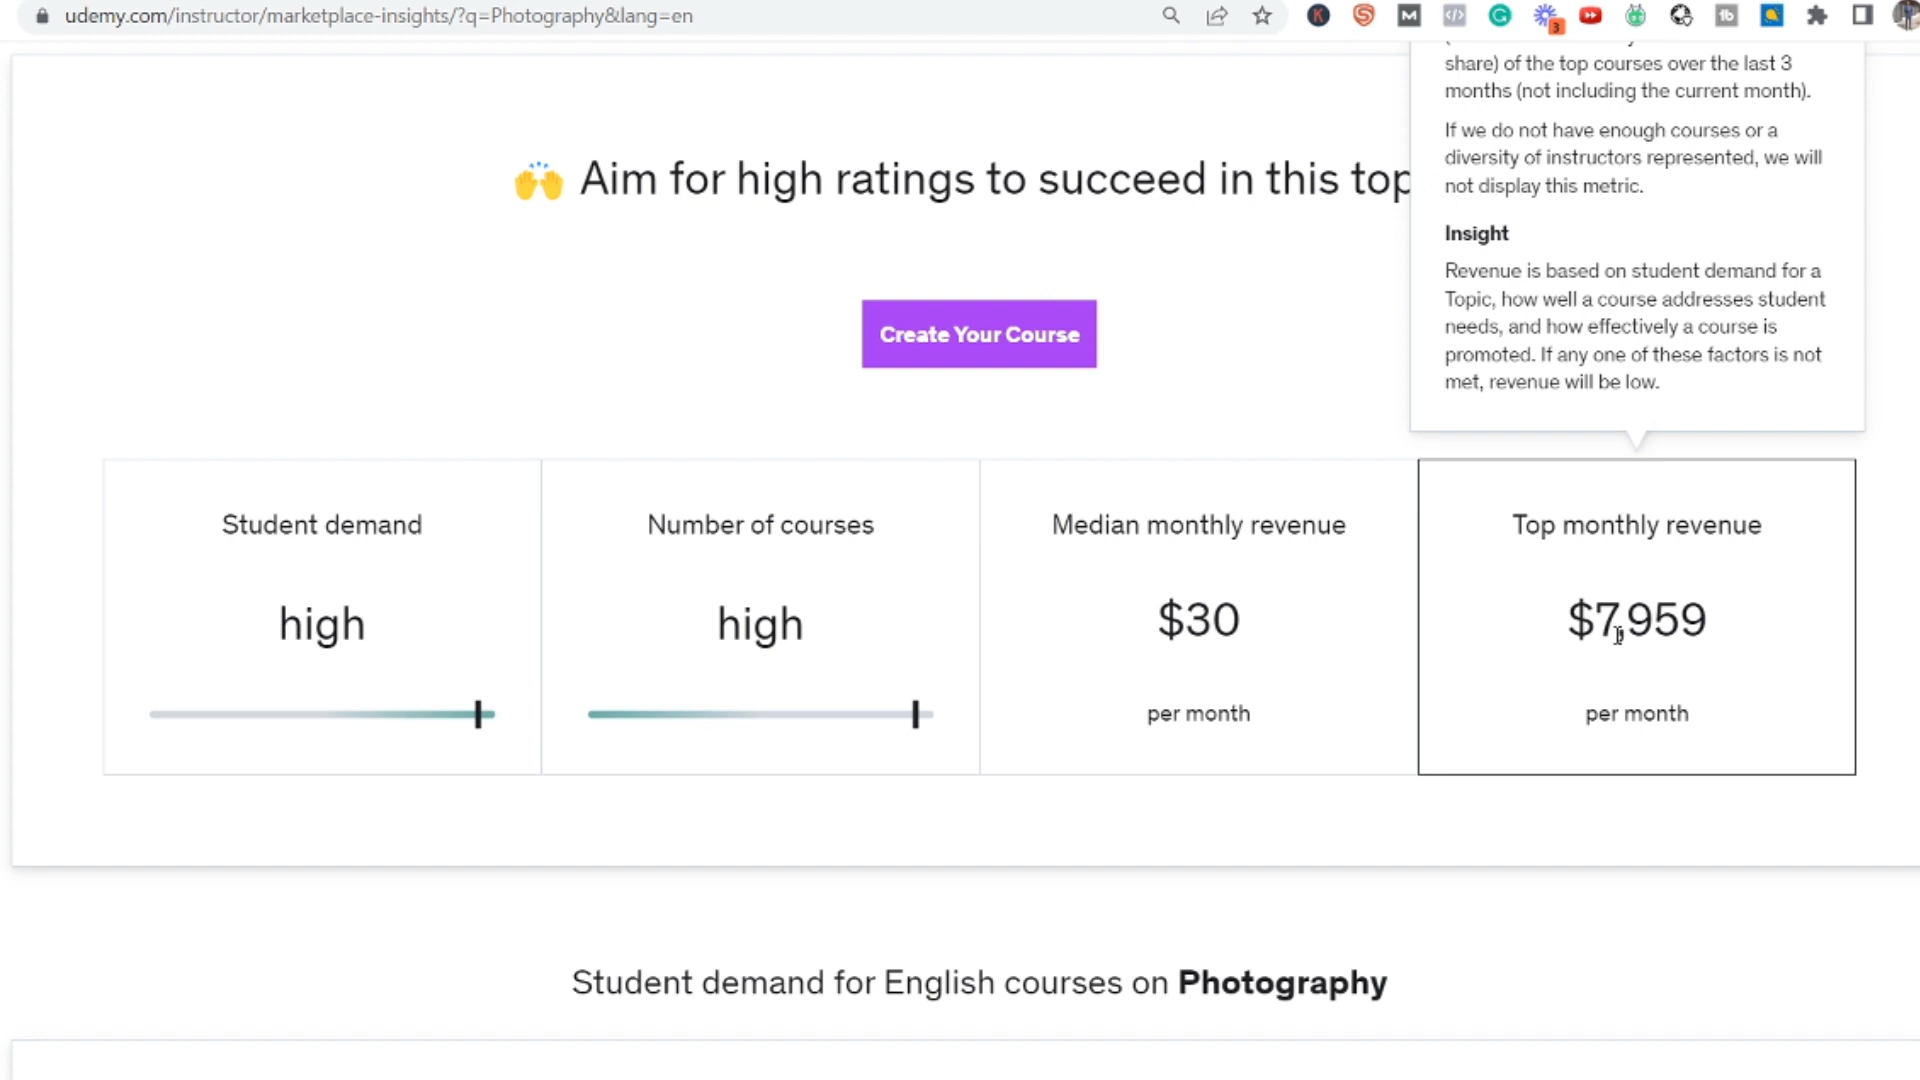 udemy.com/instructor/marketplace-insights/?q=Photography&lang=en
3
share) of the top courses over the last 3
months (not including the current month).
If we do not have enough courses or a
diversity of instructors represented, we will
not display this metric.
Insight
Revenue is based on student demand for a
Topic, how well a course addresses student
needs, and how effectively a course is
promoted. If any one of these factors is not
met, revenue will be low.
Aim for high ratings to succeed in this top
Create Your Course
Student demand
high
Number of courses
high
Median monthly revenue
$30
per month
Top monthly revenue
$7,959
per month
Student demand for English courses on Photography